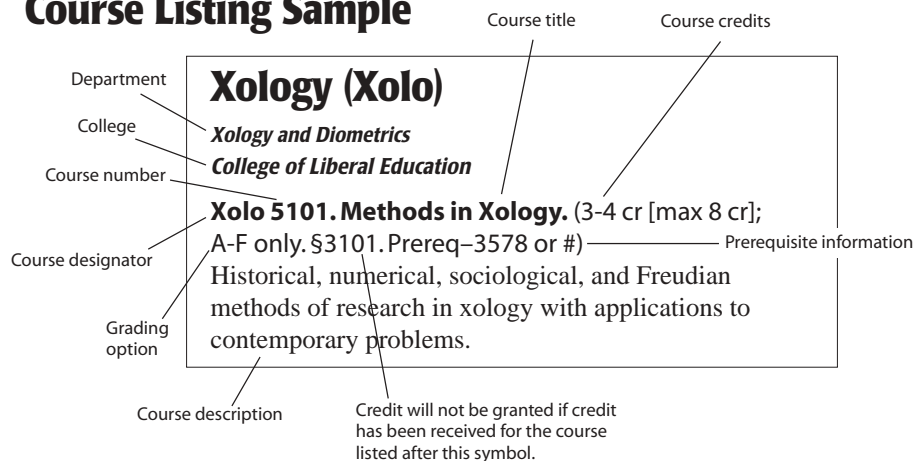 Course Listing Sample
Course title
Course credits
Department
Xology (Xolo)
College
Xology and Diometrics
College of Liberal Education
Course number
Xolo 5101. Methods in Xology. (3-4 cr [max 8 cr];
A-F only. §3101. Prereq–3578 or #)
Prerequisite information
Course designator
Historical, numerical, sociological, and Freudian
methods of research in xology with applications to
contemporary problems.
Grading
option
Course description
Credit will not be granted if credit
has been received for the course
listed after this symbol.